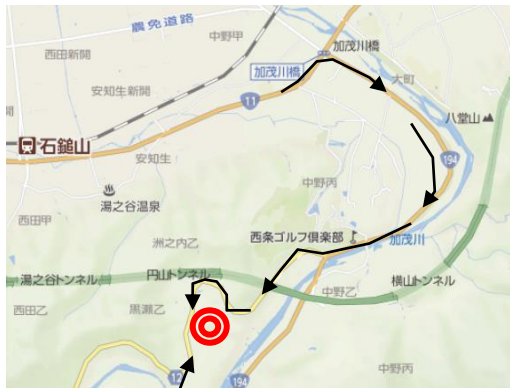 農免道路
中野甲
西田新開
加茂川橋
加茂川橋
大町
安知生新開
11
八堂山
石鎚山
安知生
194
中野丙
湯之谷温泉
西田甲
洲之内乙
西条ゴルフ倶楽部
加茂川
湯之谷トンネル
円山トンネル
横山トンネル
西田乙
黒瀬乙
中野乙
中野丙
12
194